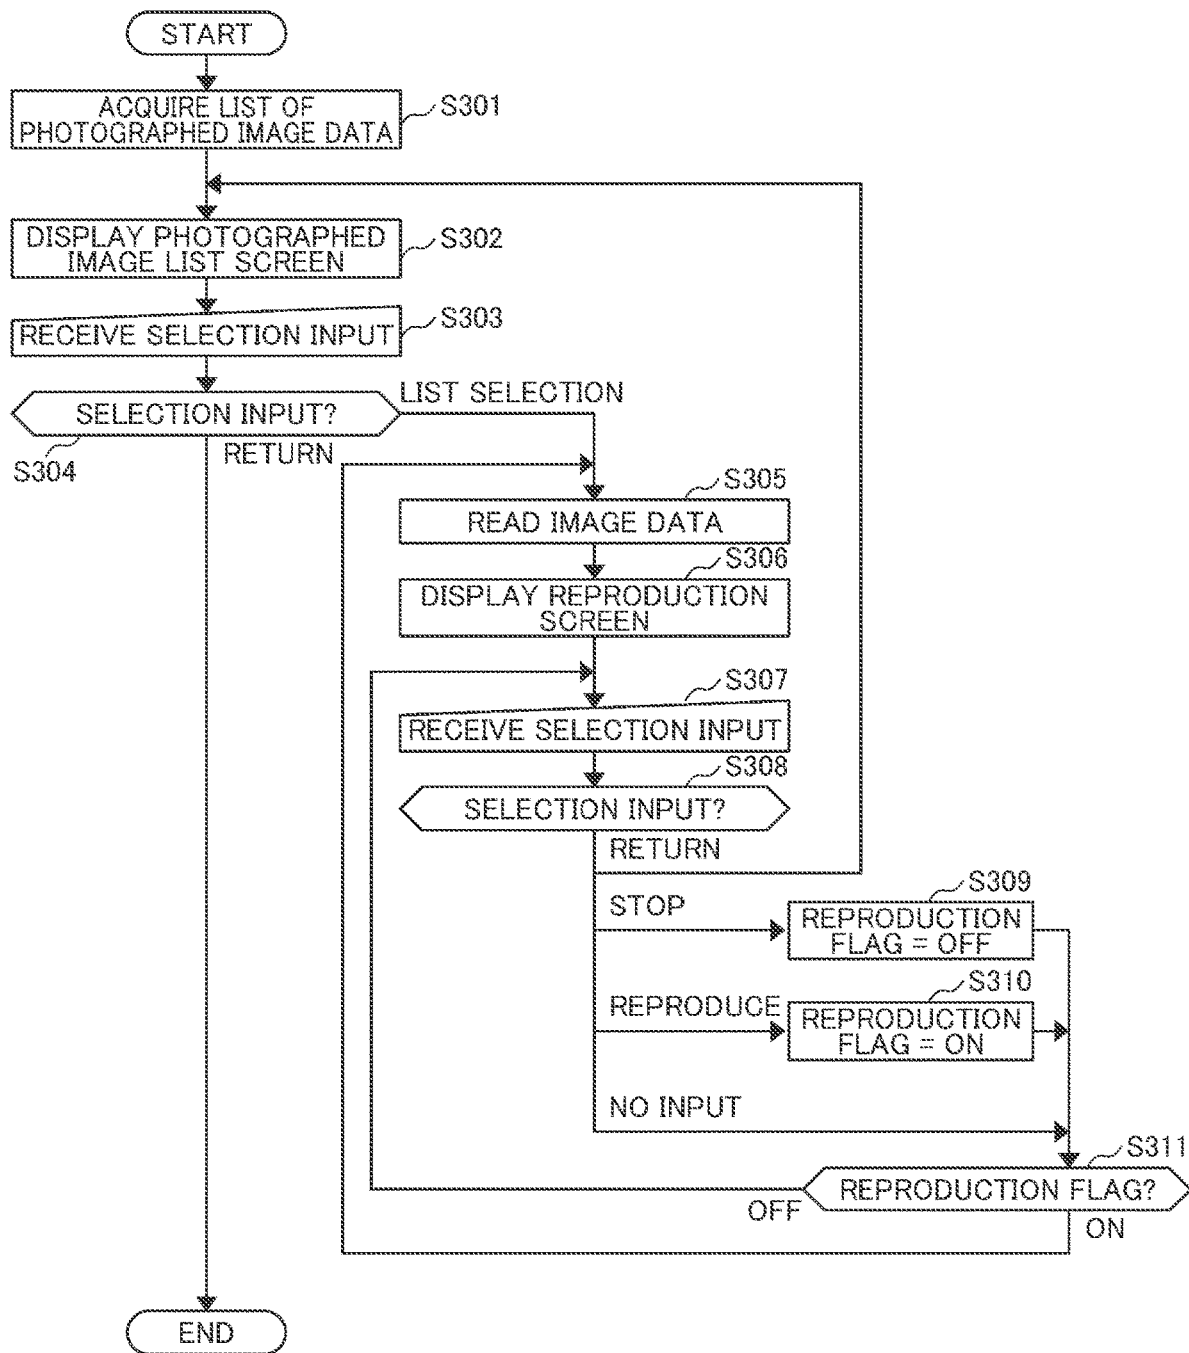 START
ACQUIRE LIST OF
PHOTOGRAPHED IMAGE DATA
S301
DISPLAY PHOTOGRAPHED
IMAGE LIST SCREEN
S302
RECEIVE SELECTION INPUT
S303
SELECTION INPUT?
LIST SELECTION
S304
RETURN
S305
READ IMAGE DATA
S306
DISPLAY REPRODUCTION
SCREEN
S307
RECEIVE SELECTION INPUT
S308
SELECTION INPUT?
RETURN
STOP
S309
REPRODUCTION
FLAG = OFF
REPRODUCE
S310
REPRODUCTION
FLAG = ON
NO INPUT
S311
REPRODUCTION FLAG?
OFF
ON
END